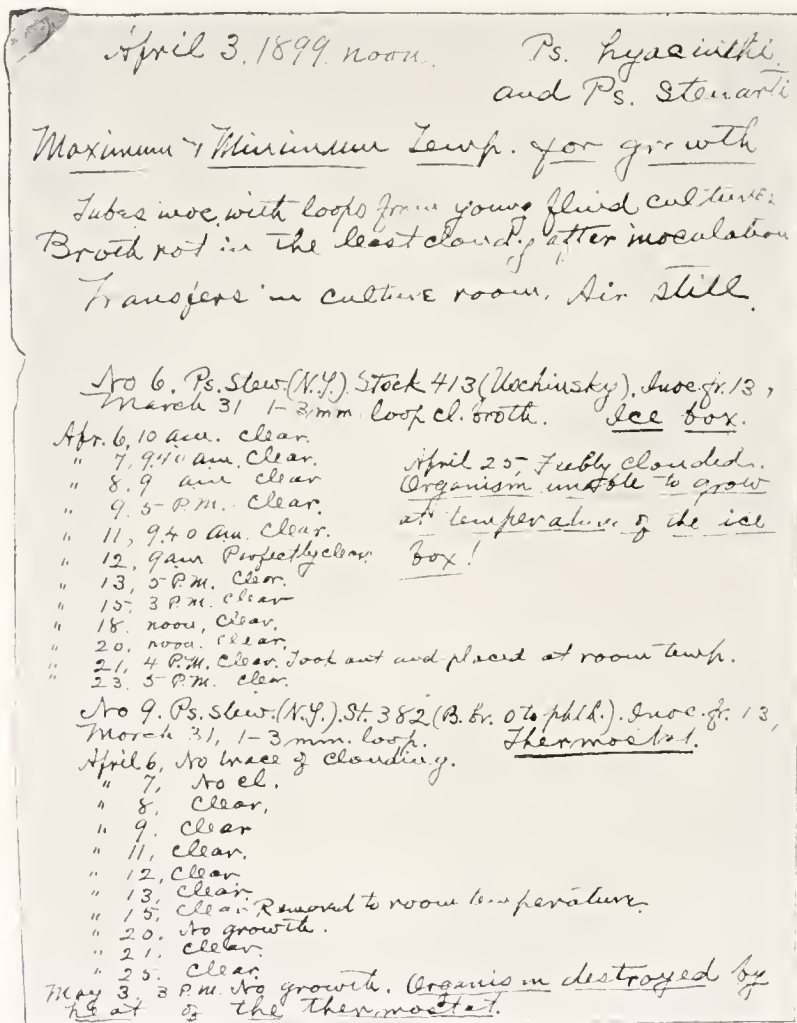 April 3, 1899. noon. Ps. hyacinthi
and Ps. Stewarti
Maximum & Minimum Temp. for growth
Tubes inoc. with loops from young fluid cultures
Broth not in the least cloudy after inoculation
Transfers in culture room. Air still.
No 6. Ps. Stew. (N.Y.) Stock 413 (Uschinsky). Inoc. fr. 13,
March 31 1-3 mm loop cl. broth. Ice box.
Apr. 6, 10 am. Clear.
" 7, 9.40 am. Clear.
" 8. 9 am Clear
" 9. 5 P.M. Clear.
" 11, 9.40 am. Clear.
" 12, 9 am Perfectly clear.
" 13, 5 P.M. Clear.
" 15, 3 P.M. Clear
" 18. noon, Clear.
" 20, noon. Clear.
" 21, 4 P.M. Clear. Took out and placed at room temp.
" 23. 5 P.M. Clear.
April 25, Feebly clouded.
Organism unable to grow
at temperature of the ice
box!
No 9. Ps. Stew. (N.Y.). St. 382 (B. br. 0 to phth.). Inoc. fr. 13,
March 31, 1-3 mm. loop. Thermostat.
April 6, No trace of clouding.
" 7, No cl.
" 8, Clear,
" 9. Clear
" 11, Clear.
" 12, Clear
" 13, Clear
" 15, Clear. Removed to room temperature.
" 20. No growth.
" 21. Clear.
" 25. Clear.
May 3. 3 P.M. No growth. Organism destroyed by
heat of the thermostat.